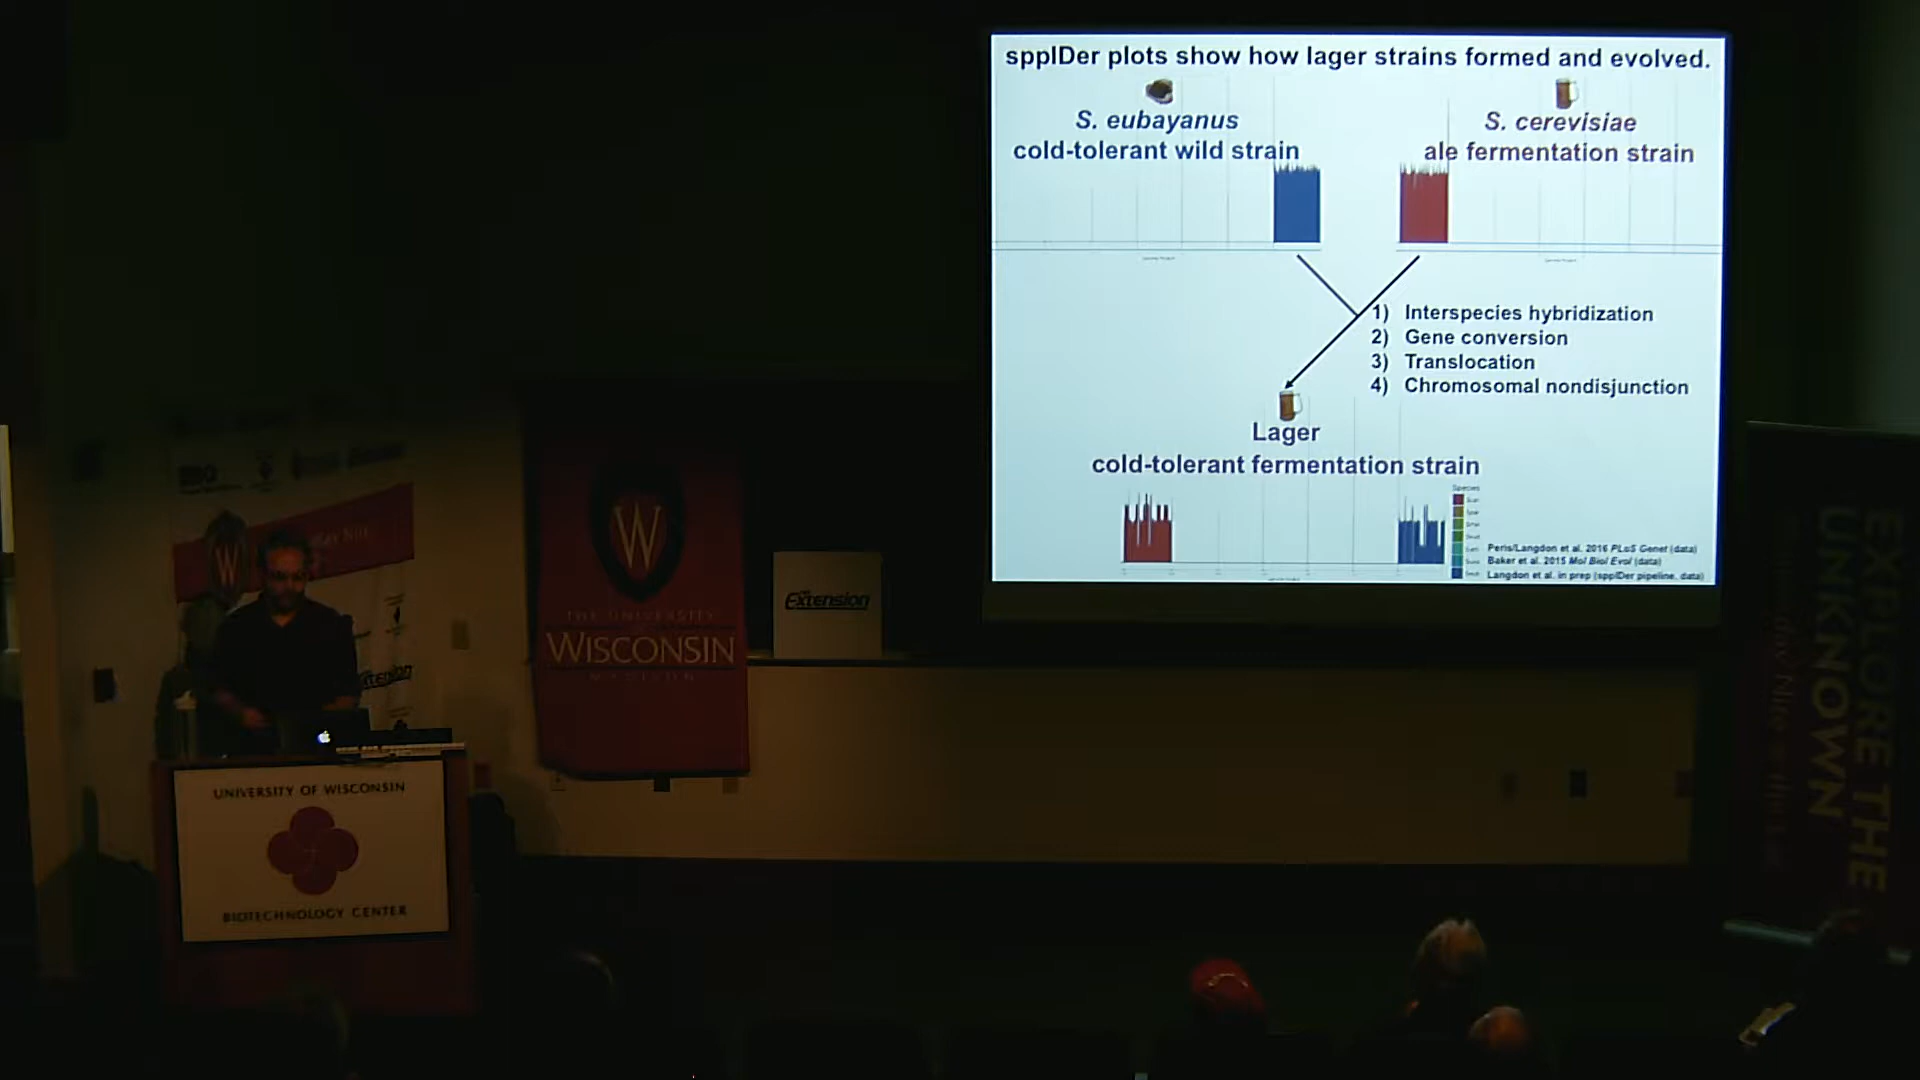 sppIDer plots show how lager strains formed and evolved.
S. eubayanus
cold-tolerant wild strain
S. cerevisiae
ale fermentation strain
1) Interspecies hybridization
2) Gene conversion
3) Translocation
4) Chromosomal nondisjunction
Lager
cold-tolerant fermentation strain
Species
Peris/Langdon et al. 2016 PLoS Genet (data)
Baker et al. 2015 Mol Biol Evol (data)
Langdon et al. in prep (sppIDer pipeline, data)
W
THE UNIVERSITY
WISCONSIN
MADISON
Extension
UNIVERSITY OF WISCONSIN
BIOTECHNOLOGY CENTER
EXPLORE THE
UNKNOWN